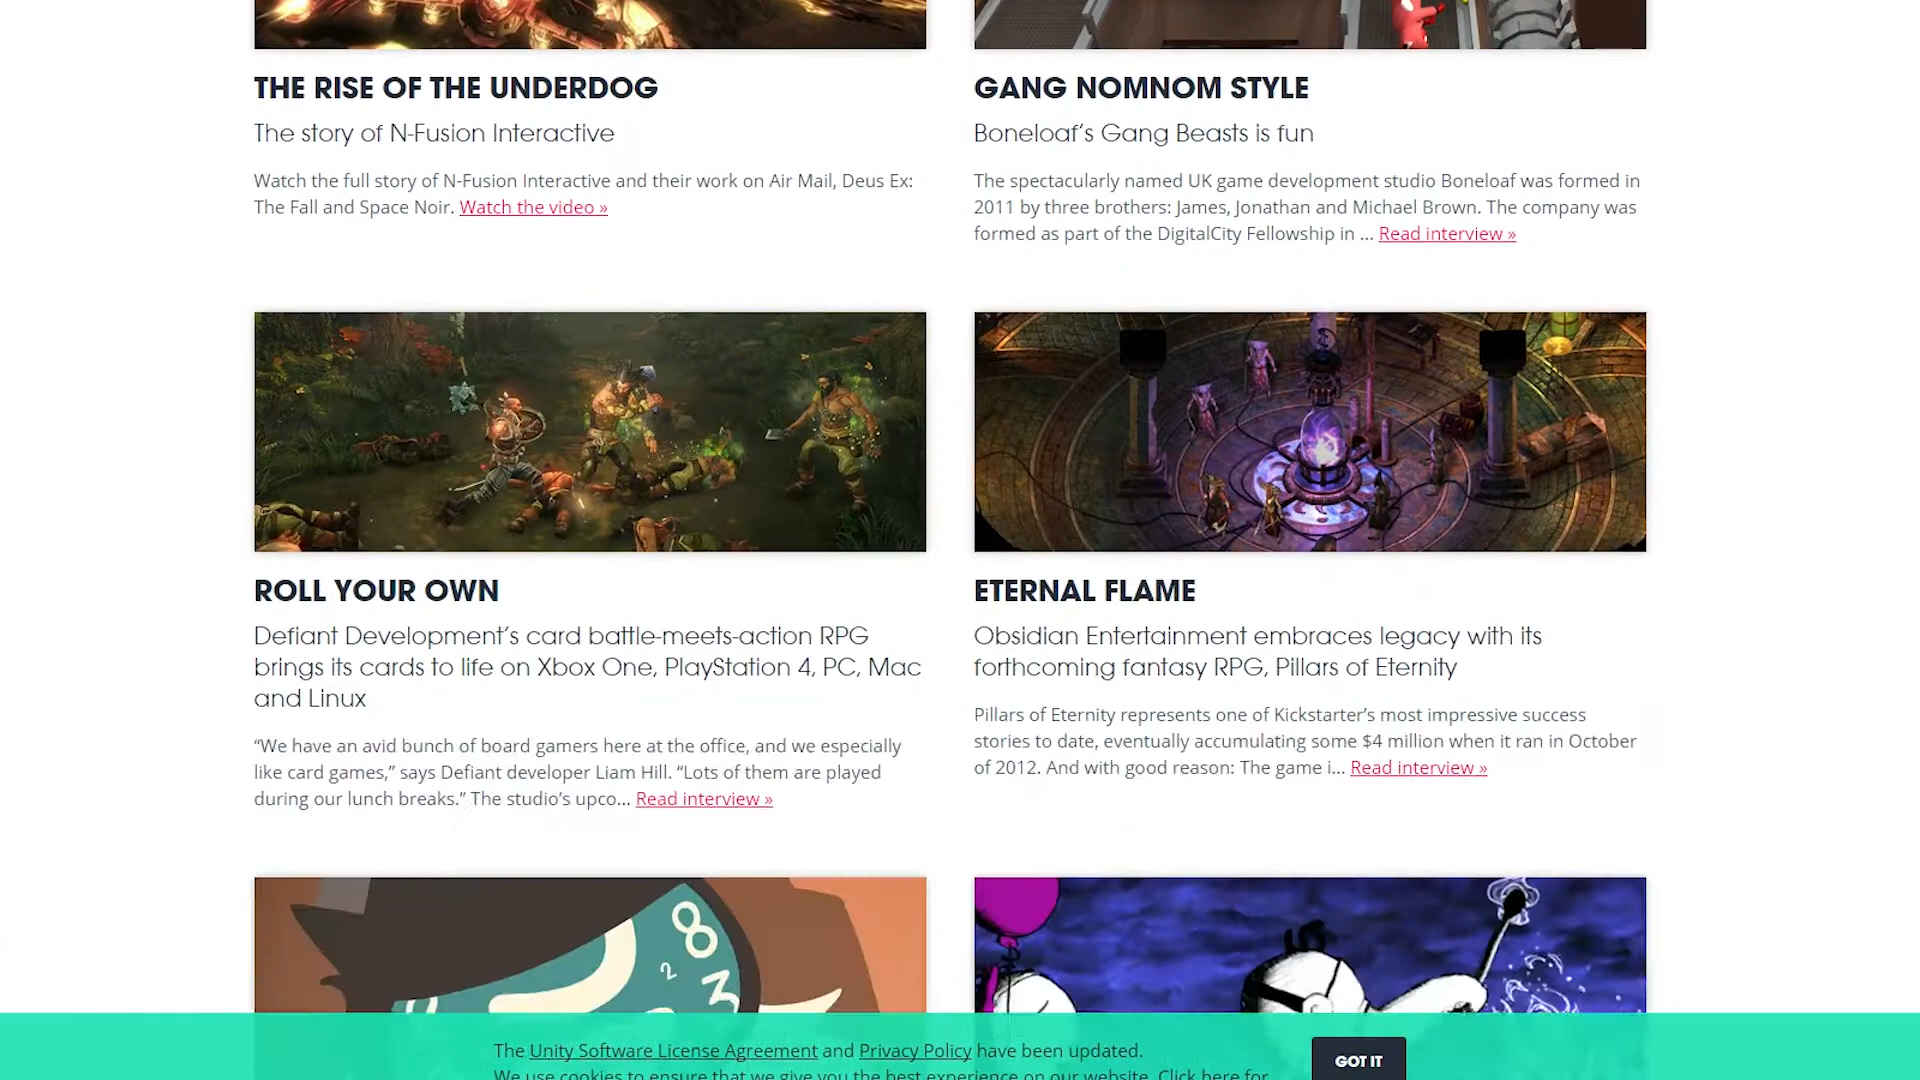 THE RISE OF THE UNDERDOG
The story of N-Fusion Interactive
Watch the full story of N-Fusion Interactive and their work on Air Mail, Deus Ex:
The Fall and Space Noir. Watch the video »
GANG NOMNOM STYLE
Boneloaf’s Gang Beasts is fun
The spectacularly named UK game development studio Boneloaf was formed in
2011 by three brothers: James, Jonathan and Michael Brown. The company was
formed as part of the DigitalCity Fellowship in ... Read interview »
ROLL YOUR OWN
Defiant Development’s card battle-meets-action RPG
brings its cards to life on Xbox One, PlayStation 4, PC, Mac
and Linux
“We have an avid bunch of board gamers here at the office, and we especially
like card games,” says Defiant developer Liam Hill. “Lots of them are played
during our lunch breaks.” The studio’s upco... Read interview »
ETERNAL FLAME
Obsidian Entertainment embraces legacy with its
forthcoming fantasy RPG, Pillars of Eternity
Pillars of Eternity represents one of Kickstarter’s most impressive success
stories to date, eventually accumulating some $4 million when it ran in October
of 2012. And with good reason: The game i... Read interview »
8
2
3
The Unity Software License Agreement and Privacy Policy have been updated.
We use cookies to ensure that we give you the best experience on our website. Click here for
GOT IT